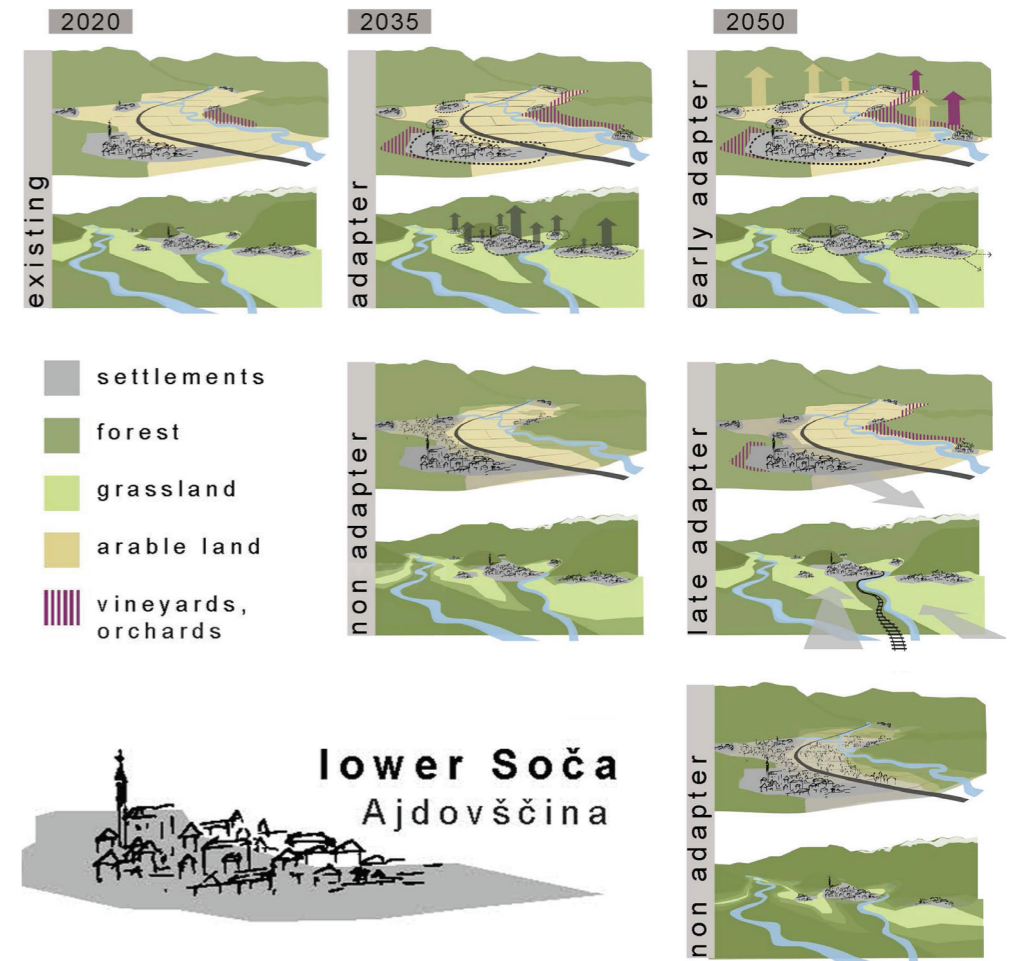 2020
2035
2050
existing
adapter
early adapter
settlements
forest
grassland
arable land
vineyards,
orchards
non adapter
late adapter
lower Soča
Ajdovščina
non adapter